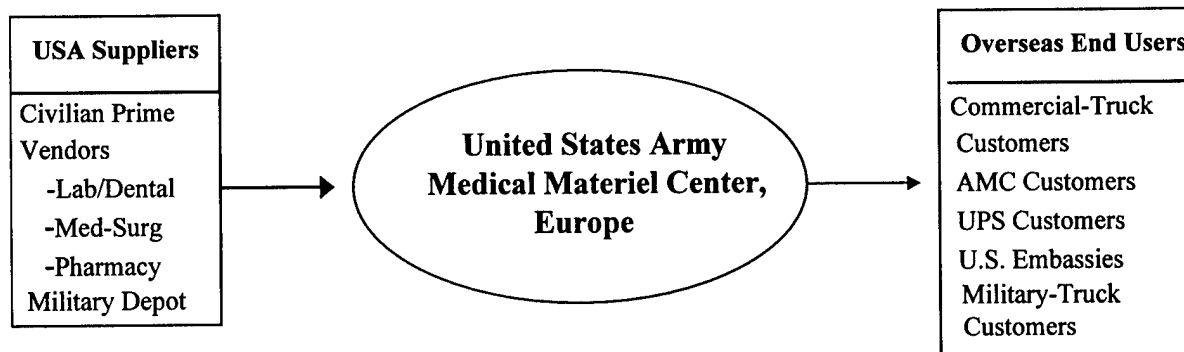 USA Suppliers
Civilian Prime
Vendors
-Lab/Dental
-Med-Surg
-Pharmacy
Military Depot
United States Army
Medical Materiel Center,
Europe
Overseas End Users
Commercial-Truck
Customers
AMC Customers
UPS Customers
U.S. Embassies
Military-Truck
Customers